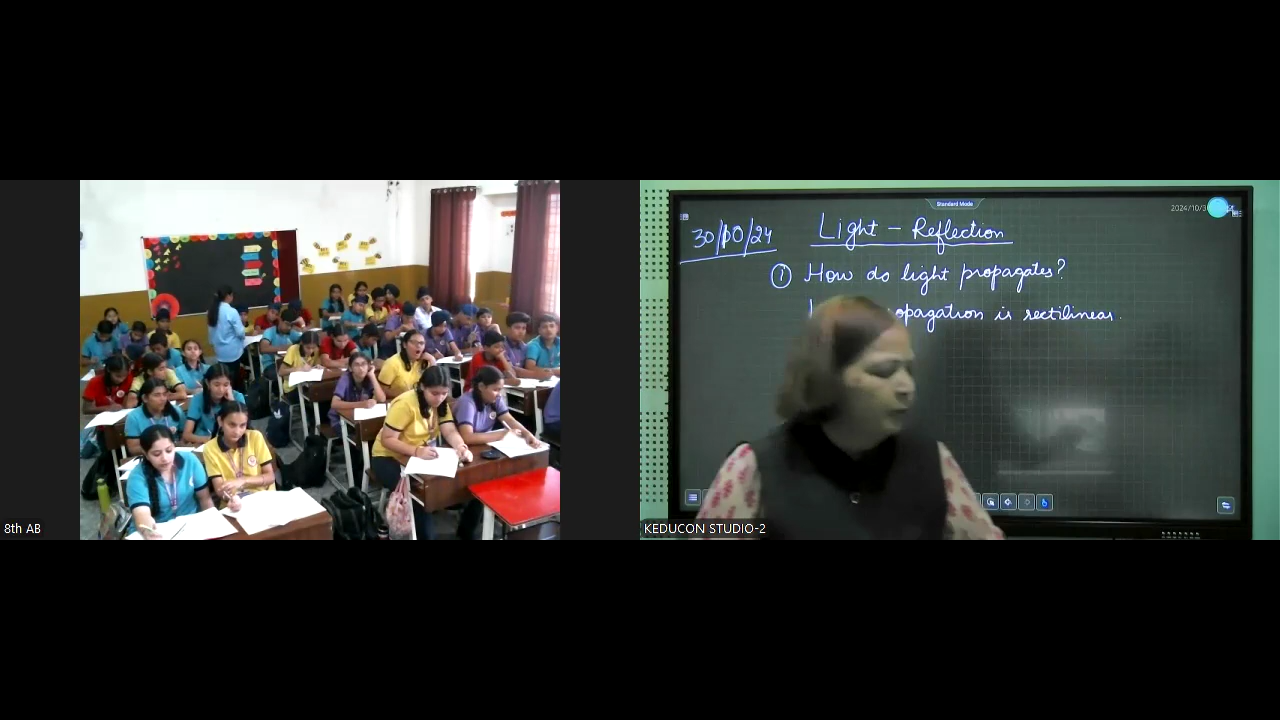 Standard Mode
2024/10/3
30/10/24
Light - Reflection
① How do light propagates?
is rectilinear.
8th AB
KEDUCON STUDIO-2